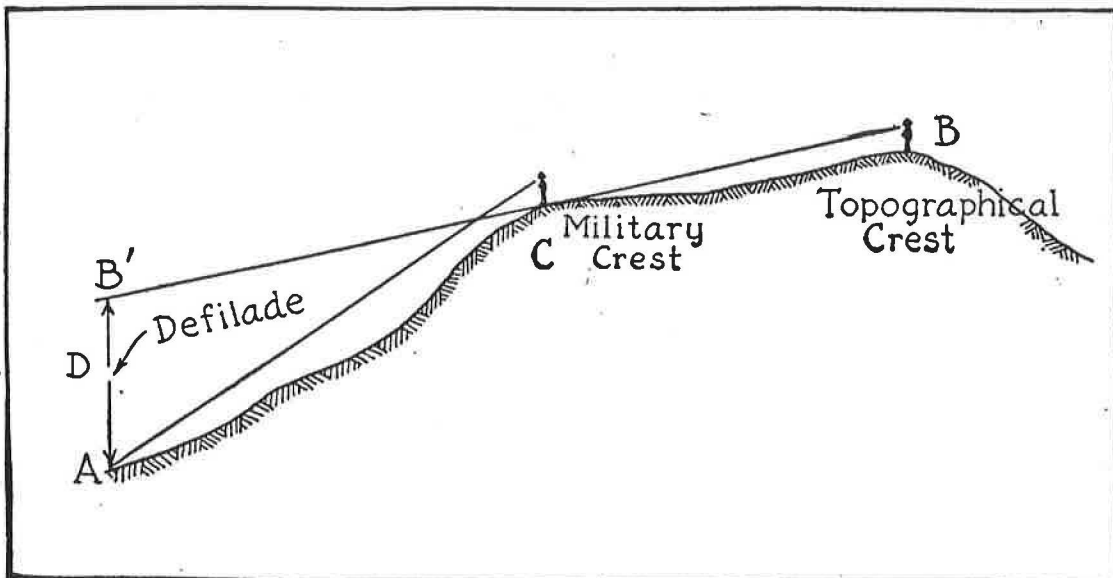 B
Topographical
Crest
Military
Crest
C
B'
Defilade
D
A